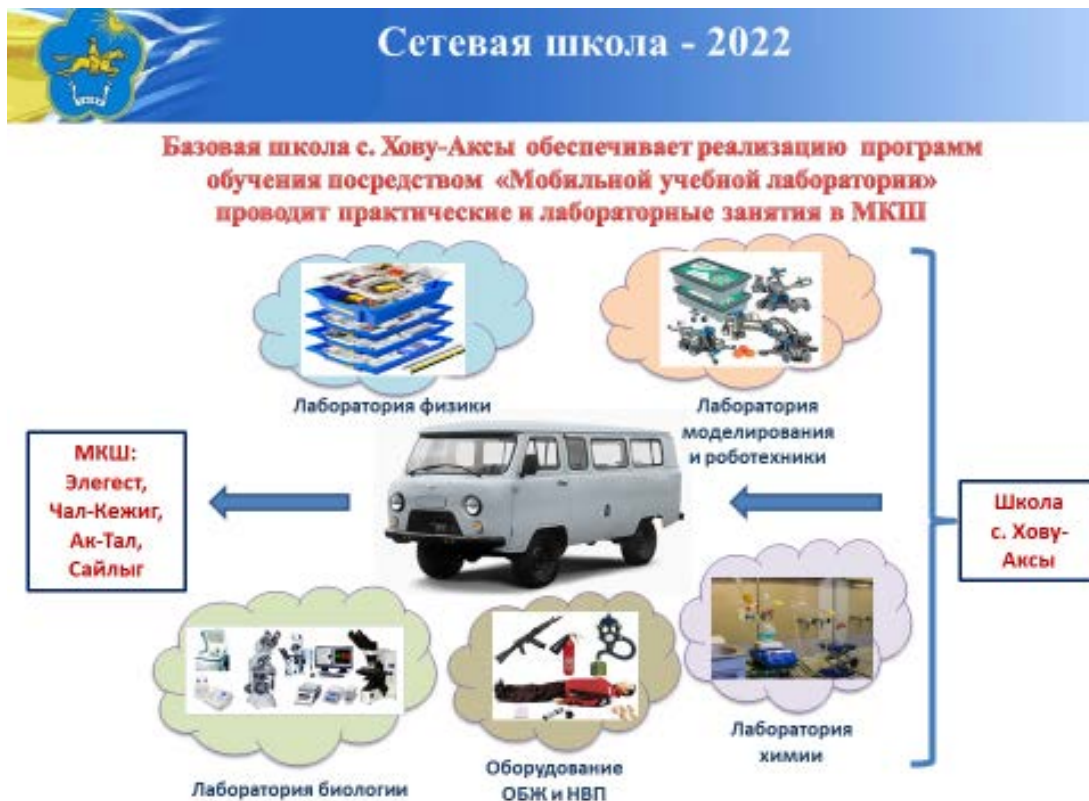 Сетевая школа - 2022
Базовая школа с. Хову-Аксы обеспечивает реализацию программ
обучения посредством «Мобильной учебной лаборатории»
проводит практические и лабораторные занятия в МКШ
Лаборатория физики
Лаборатория
моделирования
и роботехники
МКШ:
Элегест,
Чал-Кежиг,
Ак-Тал,
Сайлыг
Школа
с. Хову-
Аксы
Лаборатория биологии
Оборудование
ОБЖ и НВП
Лаборатория
химии